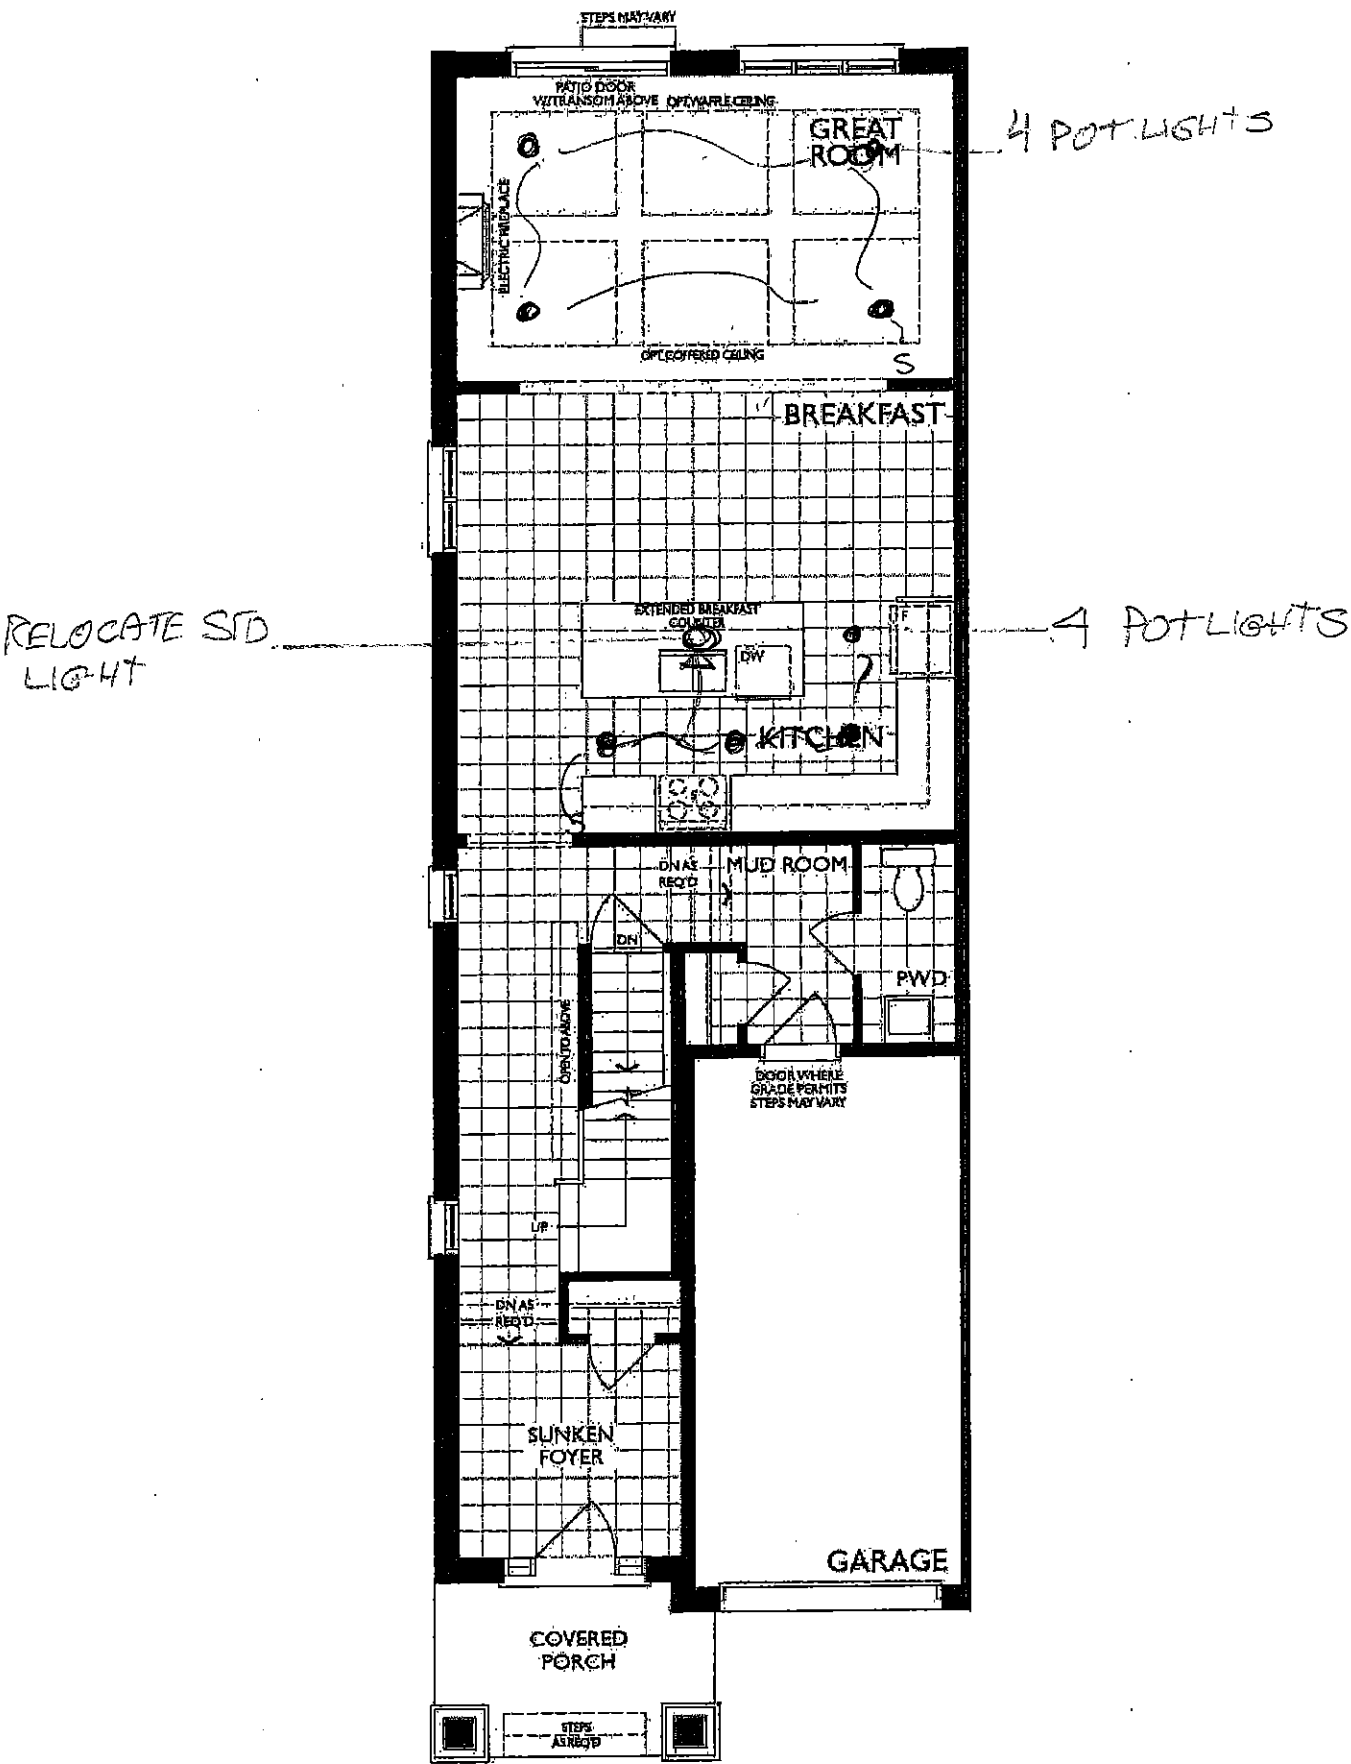 STEPS MAY VARY
PATIO DOOR
W/TRANSOM ABOVE OPT. WAFFLE CEILING
GREAT
ROOM
4 POT LIGHTS
ELECTRIC FIREPLACE
OPT. COFFERED CEILING
S
BREAKFAST
EXTENDED BREAKFAST
COUNTER
F
RELOCATE STD
LIGHT
4 POTLIGHTS
DW
KITCHEN
S
S
DN AS
REQ'D
MUD ROOM
DN
PWD
OPEN TO ABOVE
DOOR WHERE
GRADE PERMITS
STEPS MAY VARY
UP
DN AS
REQ'D
SUNKEN
FOYER
GARAGE
COVERED
PORCH
STEPS
AS REQ'D